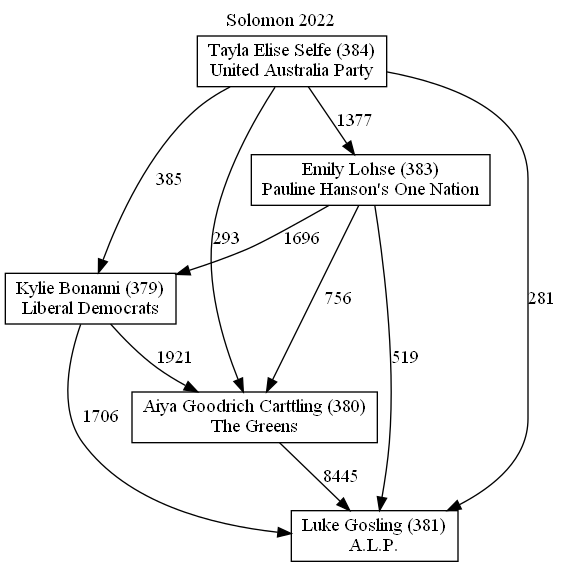 Solomon 2022
Tayla Elise Selfe (384)
United Australia Party
1377
Emily Lohse (383)
Pauline Hanson's One Nation
385
293
1696
756
281
Kylie Bonanni (379)
Liberal Democrats
1921
519
Aiya Goodrich Carttling (380)
The Greens
1706
8445
Luke Gosling (381)
A.L.P.